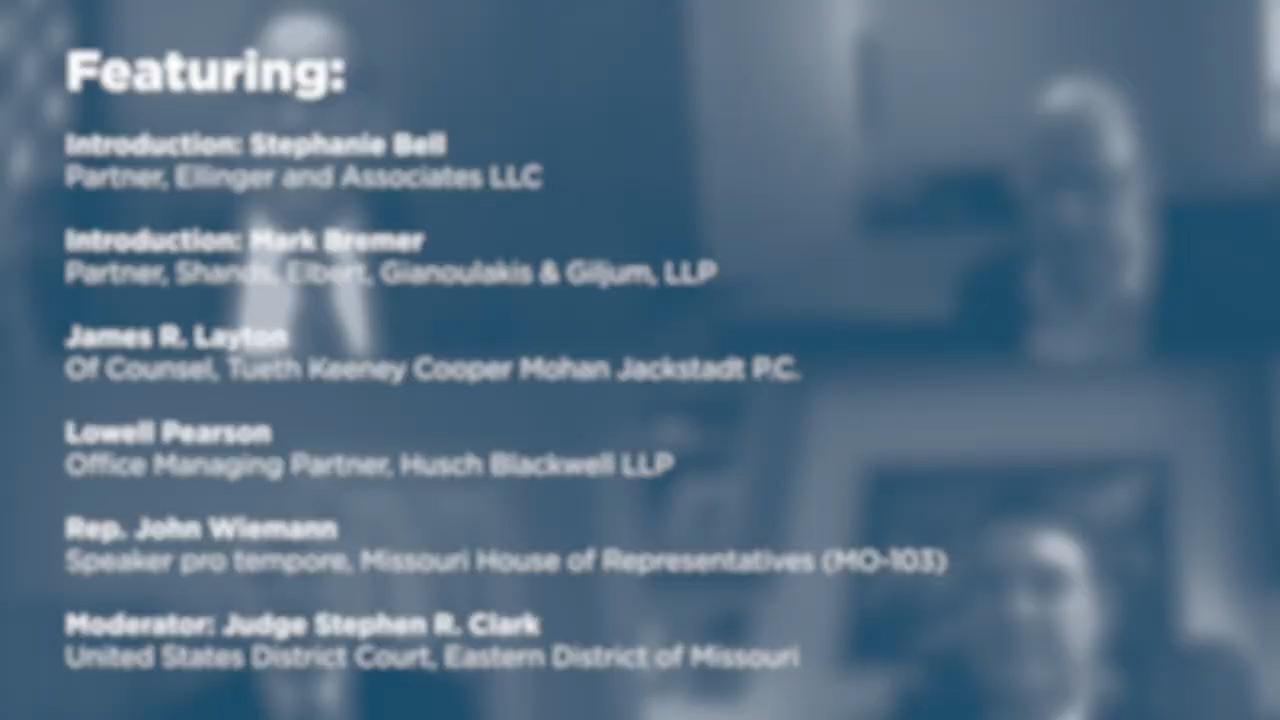 Featuring:
Introduction: Stephanie Bell
Partner, Ellinger and Associates LLC
Introduction: Mark Bremer
Partner, Shands, Elbert, Gianoulakis & Giljum, LLP
James R. Layton
Of Counsel, Tueth Keeney Cooper Mohan Jackstadt P.C.
Lowell Pearson
Office Managing Partner, Husch Blackwell LLP
Rep. John Wiemann
Speaker pro tempore, Missouri House of Representatives (MO-103)
Moderator: Judge Stephen R. Clark
United States District Court, Eastern District of Missouri